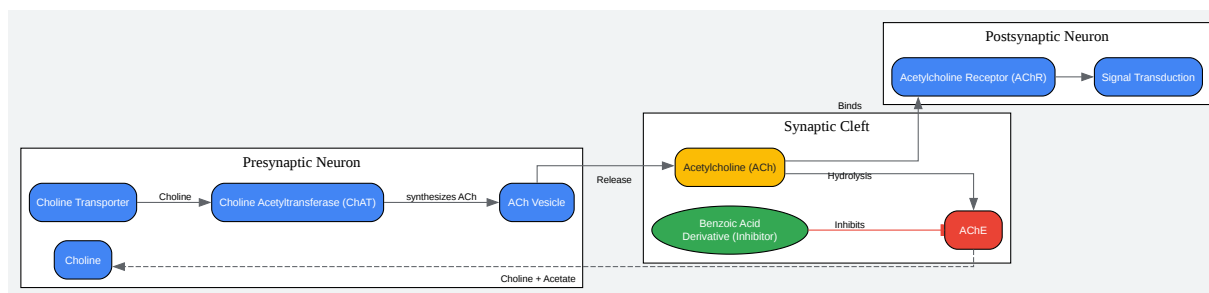 Postsynaptic Neuron
Acetylcholine Receptor (AChR)
Signal Transduction
Binds
Synaptic Cleft
Acetylcholine (ACh)
Hydrolysis
Release
Benzoic Acid
Derivative (Inhibitor)
Inhibits
AChE
Presynaptic Neuron
Choline Transporter
Choline
Choline Acetyltransferase (ChAT)
synthesizes ACh
ACh Vesicle
Choline
Choline + Acetate